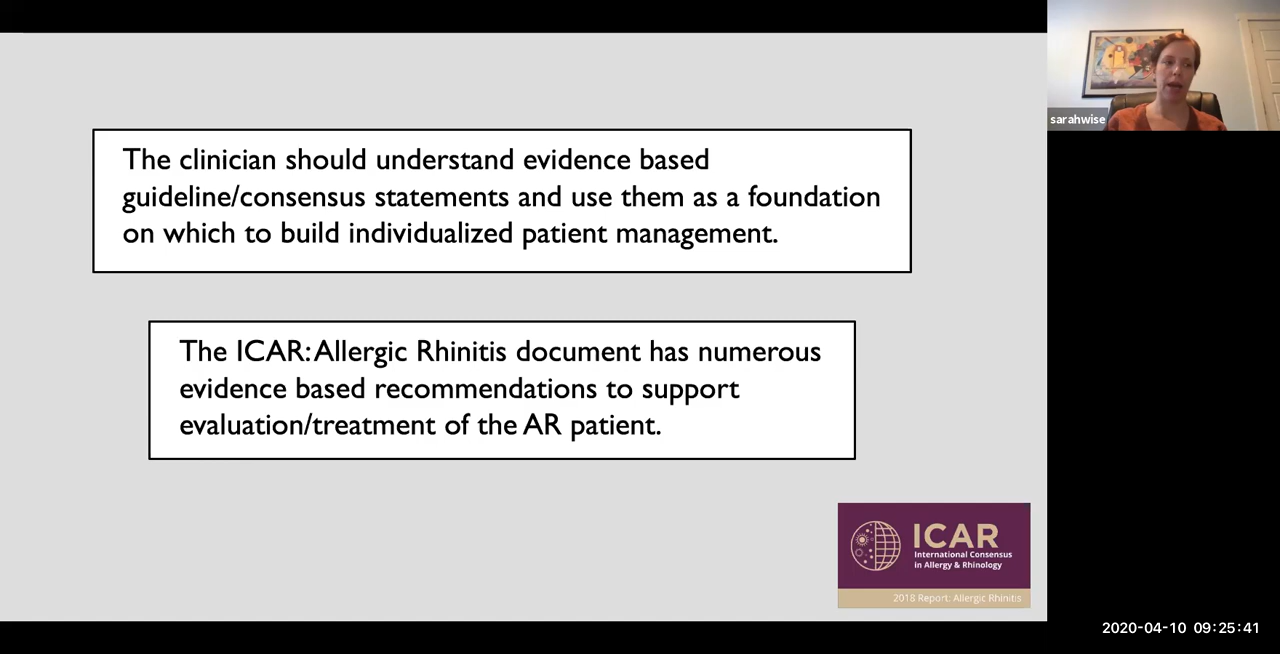 sarahwise
The clinician should understand evidence based
guideline/consensus statements and use them as a foundation
on which to build individualized patient management.
The ICAR: Allergic Rhinitis document has numerous
evidence based recommendations to support
evaluation/treatment of the AR patient.
ICAR
International Consensus
in Allergy & Rhinology
2018 Report: Allergic Rhinitis
2020-04-10 09:25:41